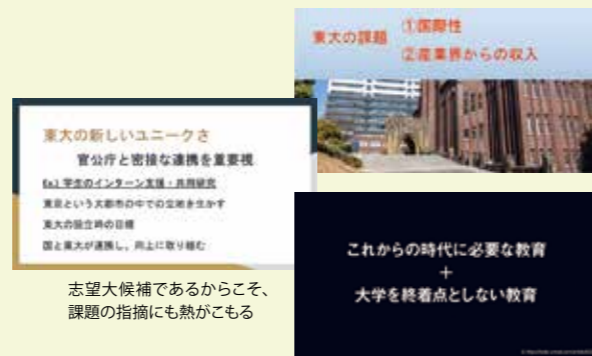 東大の課題 ①国際性
②産業界からの収入
東大の新しいユニークさ
官公庁と密接な連携を重要視
Ex) 学生のインターン支援・共同研究
東京という大都市の中での立地を生かす
東大の設立時の目標
国と東大が連携し、向上に取り組む
これからの時代に必要な教育
+
大学を終着点としない教育
志望大候補であるからこそ、
課題の指摘にも熱がこもる